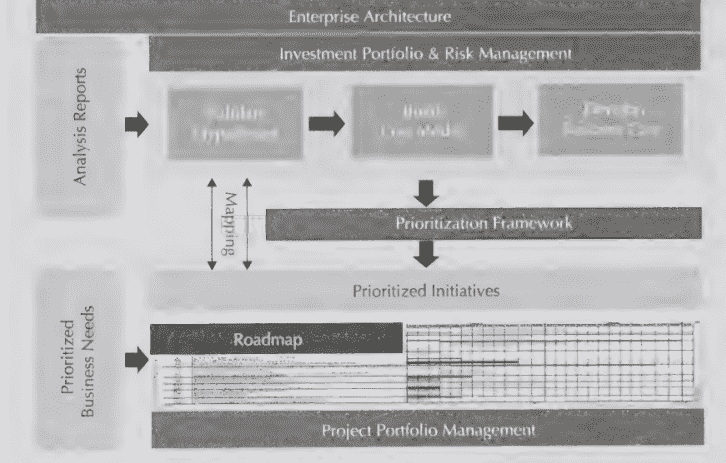 Enterprise Architecture
Investment Portfolio & Risk Management
Analysis Reports
Mapping
Prioritization Framework
Prioritized Initiatives
Prioritized
Business Needs
Roadmap
Project Portfolio Management